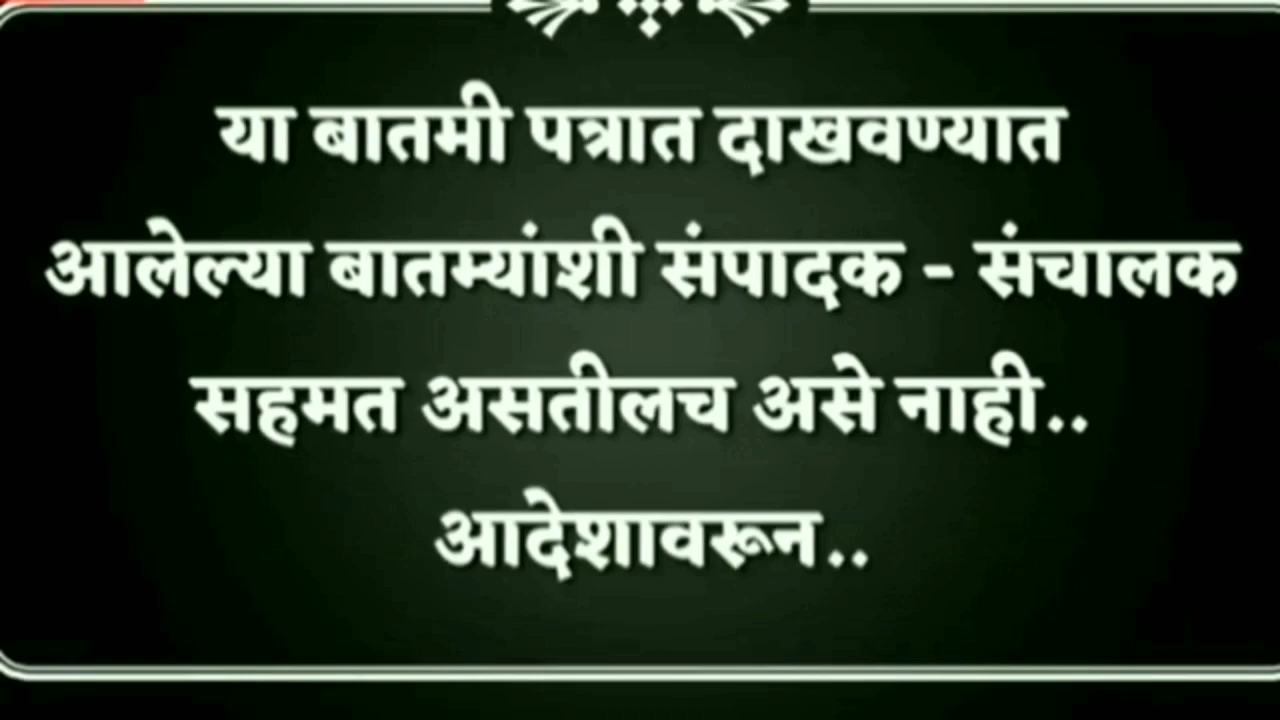 या बातमी पत्रात दाखवण्यात
आलेल्या बातम्यांशी संपादक - संचालक
सहमत असतीलच असे नाही..
आदेशावरून..